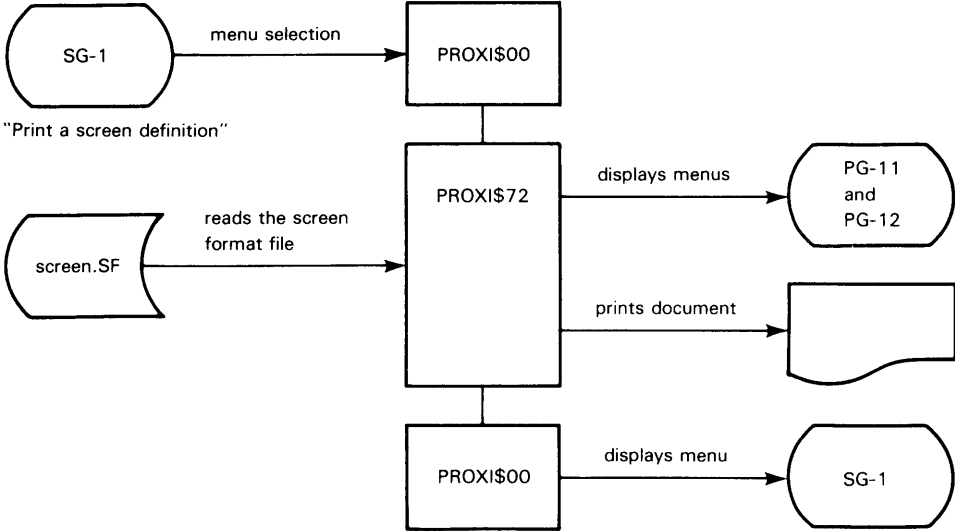 SG-1
menu selection
PROXI$00
"Print a screen definition"
PROXI$72
displays menus
PG-11
and
PG-12
screen.SF
reads the screen
format file
prints document
PROXI$00
displays menu
SG-1